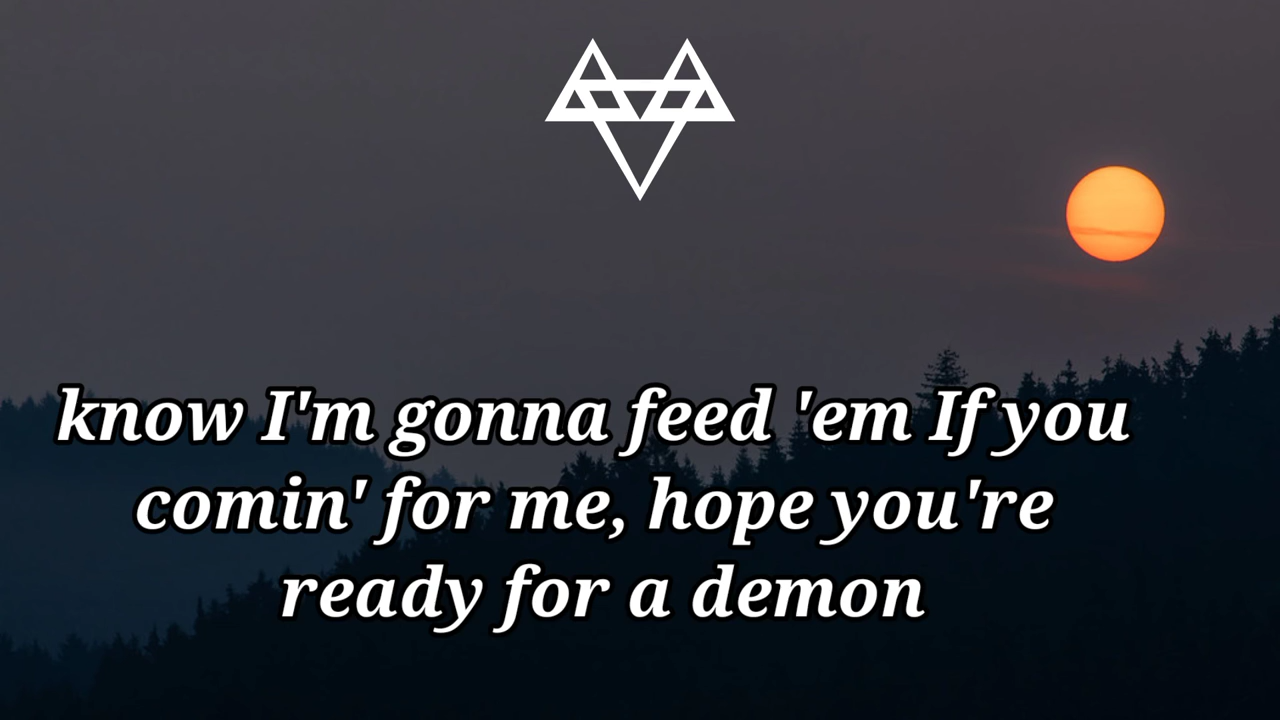 know I'm gonna feed 'em If you
comin' for me, hope you're
ready for a demon